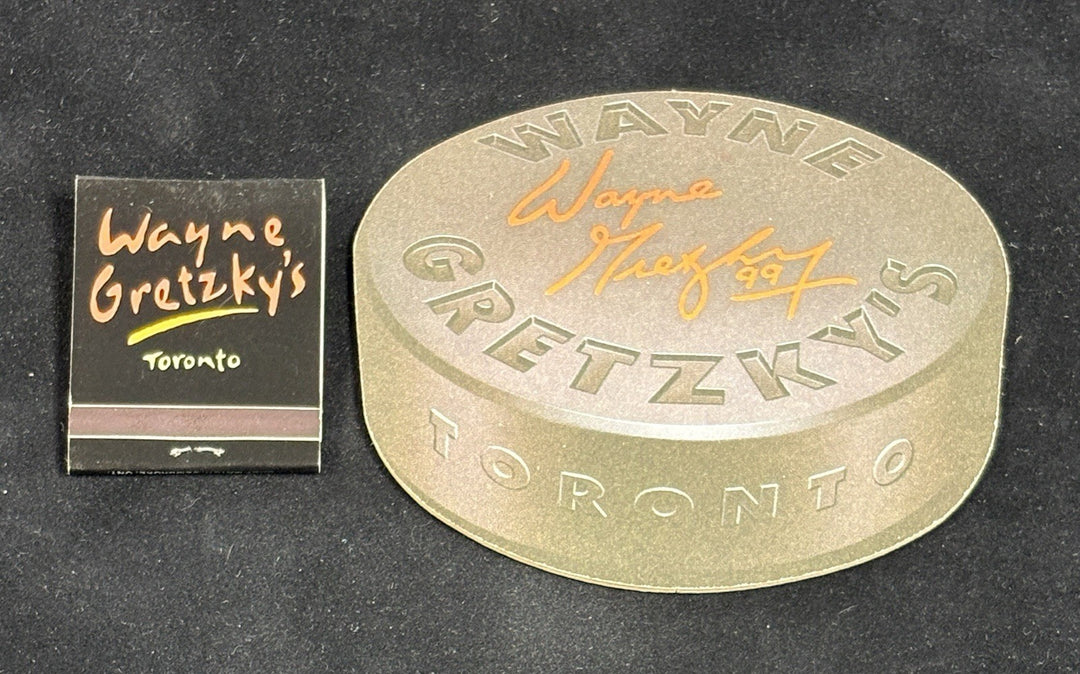 Wayne
Gretzky's
Toronto
WAYNE
Wayne
Gretzky 99
GRETZKY'S
TORONTO